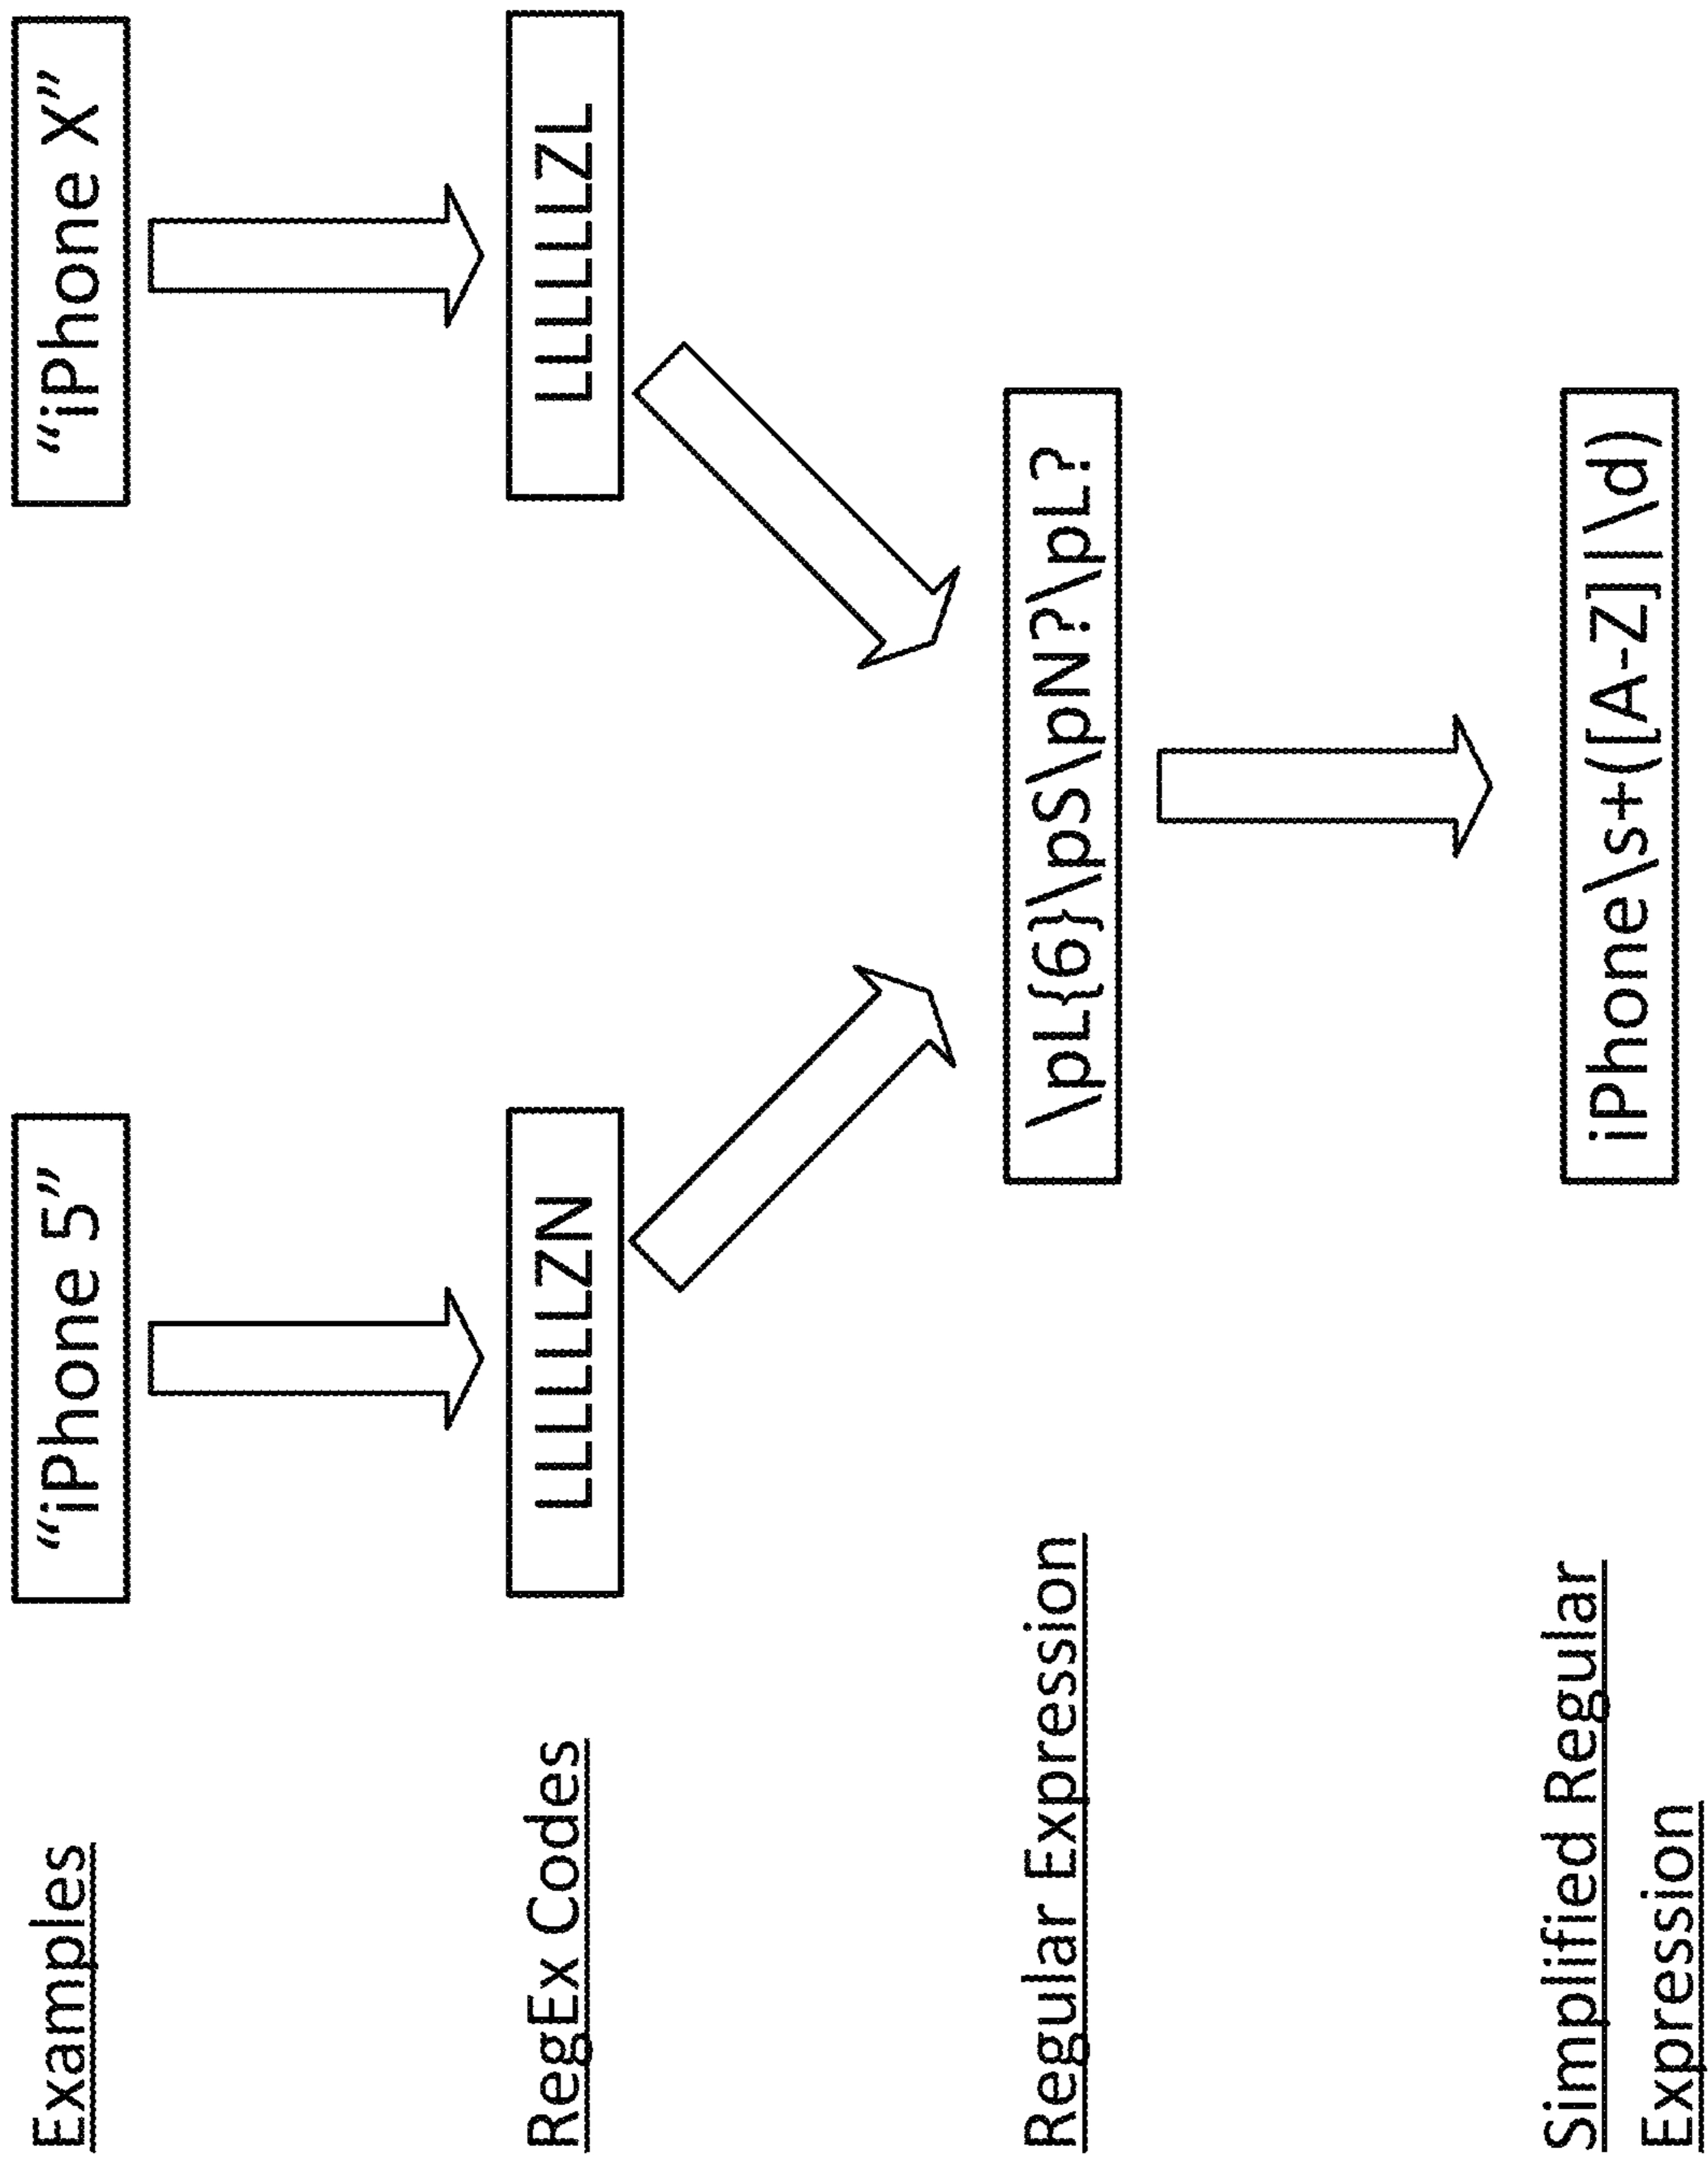 Examples
“iPhone 5”
“iPhone X”
RegEx Codes
LLLLLLZN
LLLLLLZL
Regular Expression
\pL{6}\pS\pN?\pL?
Simplified Regular
Expression
iPhone\s+([A-Z]|\d)